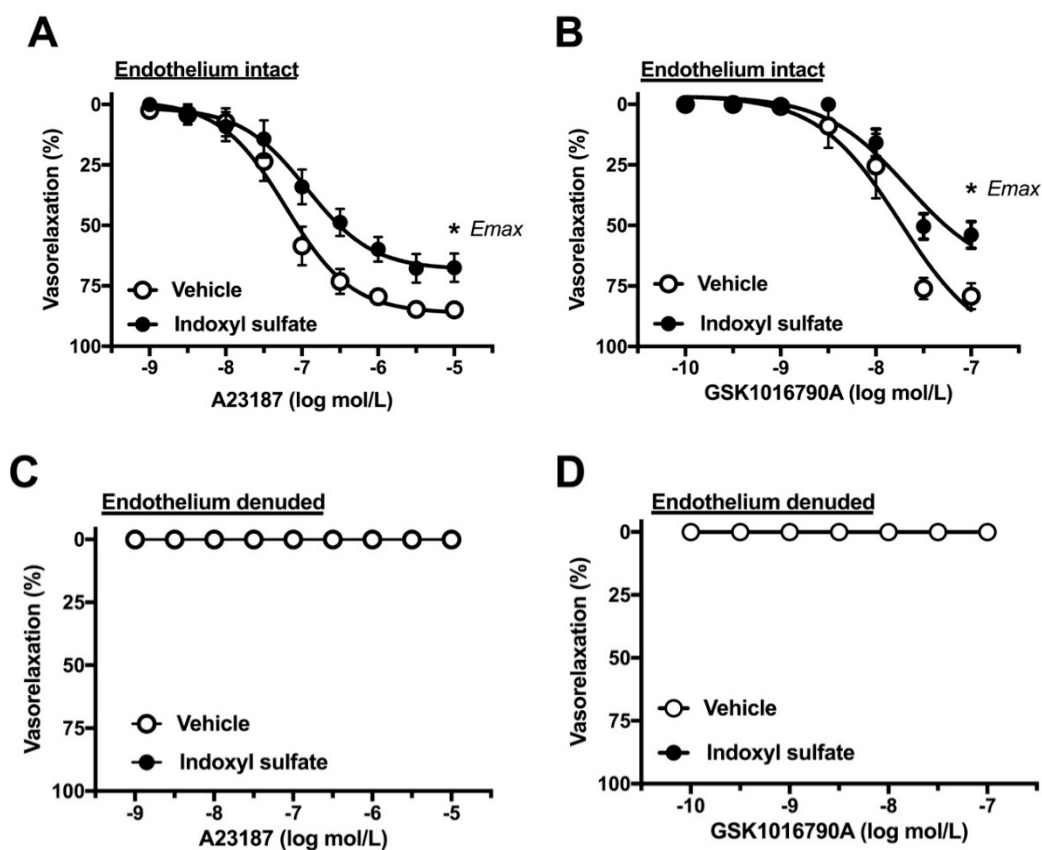 A
Endothelium intact
0
25
50
75
100
Vasorelaxation (%)
* Emax
Vehicle
Indoxyl sulfate
-9 -8 -7 -6 -5
A23187 (log mol/L)
B
Endothelium intact
0
25
50
75
100
Vasorelaxation (%)
* Emax
Vehicle
Indoxyl sulfate
-10 -9 -8 -7
GSK1016790A (log mol/L)
C
Endothelium denuded
0
25
50
75
100
Vasorelaxation (%)
Vehicle
Indoxyl sulfate
-9 -8 -7 -6 -5
A23187 (log mol/L)
D
Endothelium denuded
0
25
50
75
100
Vasorelaxation (%)
Vehicle
Indoxyl sulfate
-10 -9 -8 -7
GSK1016790A (log mol/L)